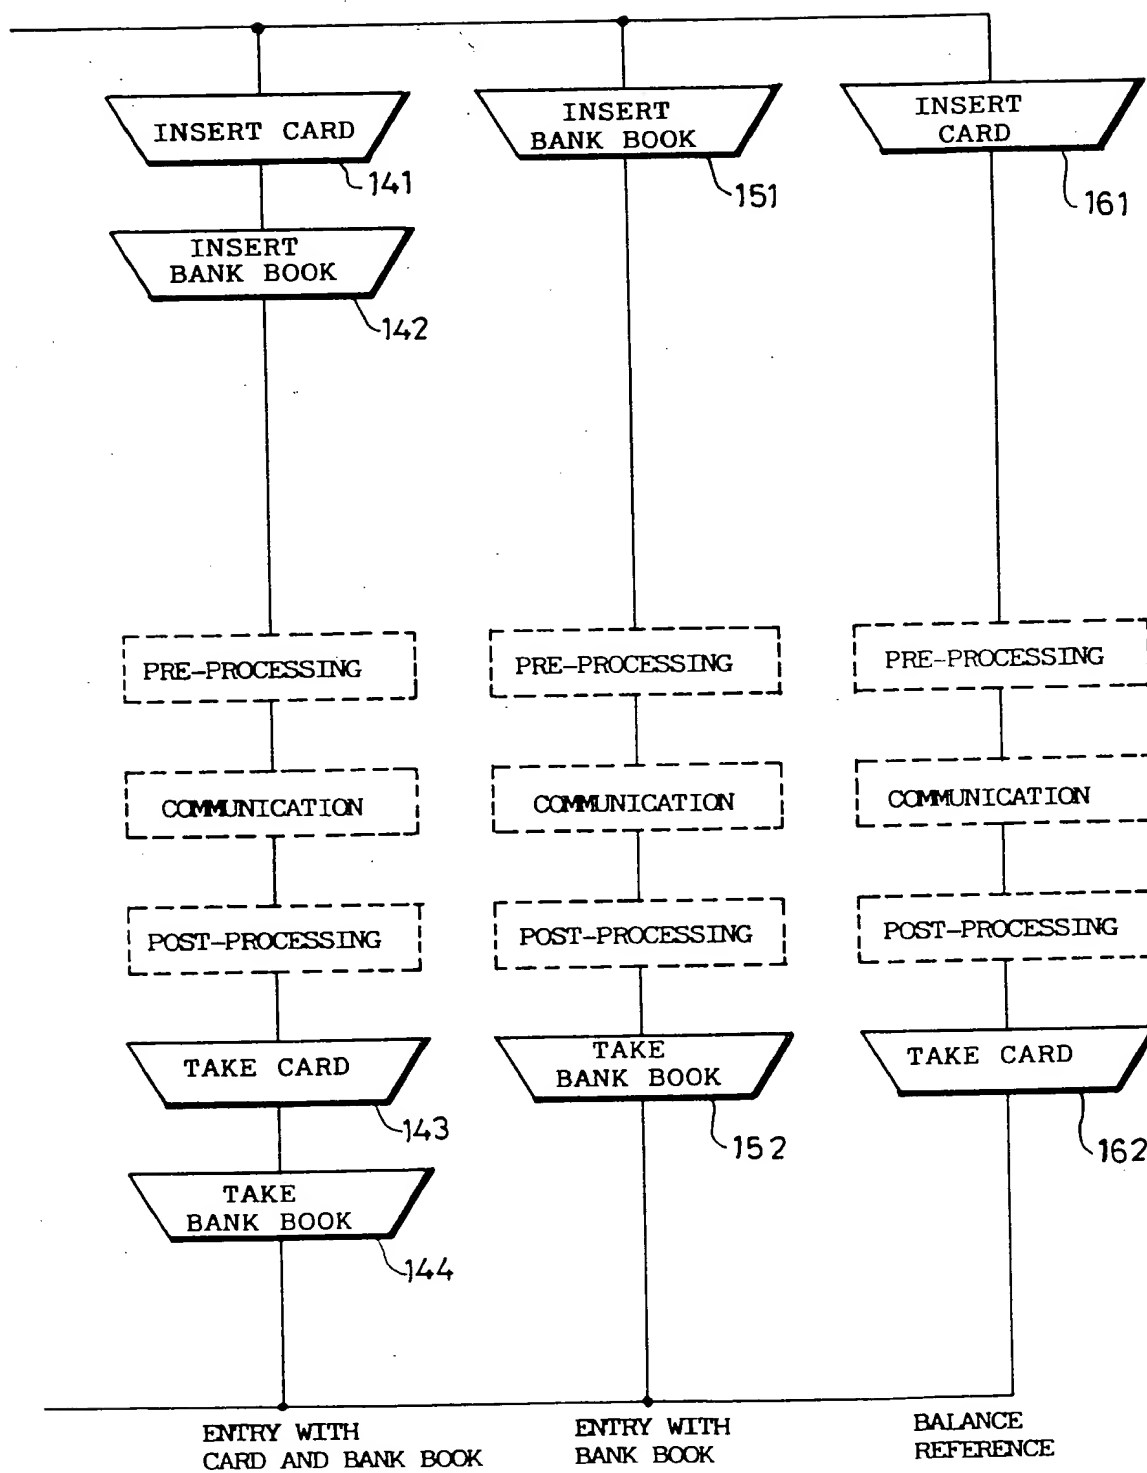 INSERT CARD
141
INSERT
BANK BOOK
142
PRE-PROCESSING
COMMUNICATION
POST-PROCESSING
TAKE CARD
143
TAKE
BANK BOOK
144
ENTRY WITH
CARD AND BANK BOOK
INSERT
BANK BOOK
151
PRE-PROCESSING
COMMUNICATION
POST-PROCESSING
TAKE
BANK BOOK
152
ENTRY WITH
BANK BOOK
INSERT
CARD
161
PRE-PROCESSING
COMMUNICATION
POST-PROCESSING
TAKE CARD
162
BALANCE
REFERENCE